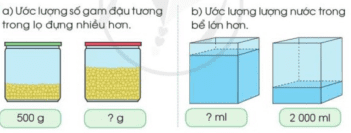 a) Ước lượng số gam đậu tương
trong lọ đựng nhiều hơn.
500 g
? g
b) Ước lượng lượng nước trong
bể lớn hơn.
? ml
2 000 ml